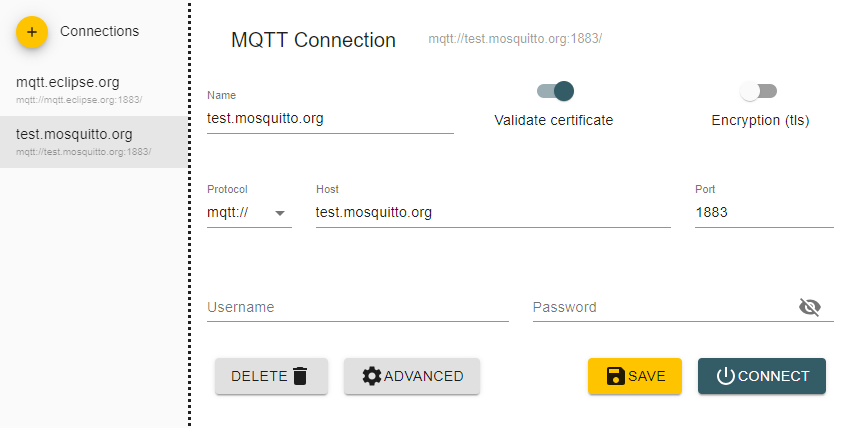 + Connections
mqtt.eclipse.org
mqtt://mqtt.eclipse.org:1883/
test.mosquitto.org
mqtt://test.mosquitto.org:1883/
MQTT Connection mqtt://test.mosquitto.org:1883/
Name
test.mosquitto.org
Validate certificate
Encryption (tls)
Protocol Host Port
mqtt:// test.mosquitto.org 1883
Username Password
DELETE ADVANCED SAVE CONNECT